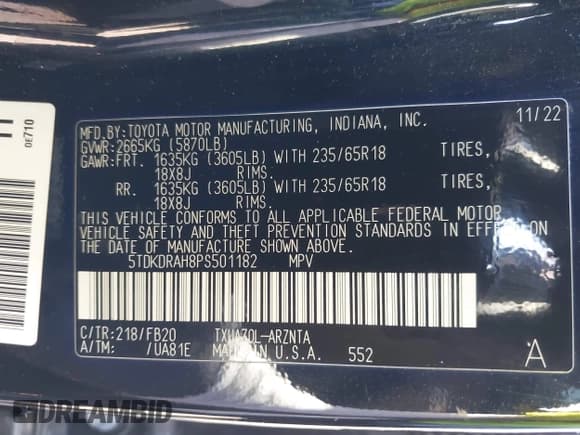 11
0E710
MFD.BY:TOYOTA MOTOR MANUFACTURING, INDIANA, INC. 11/22
GVWR:2665KG (5870LB)
GAWR:FRT. 1635KG (3605LB) WITH 235/65R18 TIRES,
18X8J RIMS.
RR. 1635KG (3605LB) WITH 235/65R18 TIRES,
18X8J RIMS.
THIS VEHICLE CONFORMS TO ALL APPLICABLE FEDERAL MOTOR
VEHICLE SAFETY AND THEFT PREVENTION STANDARDS IN EFFECT ON
THE DATE OF MANUFACTURE SHOWN ABOVE.
5TDKDRAH8PS501182 MPV
C/TR:218/FB20
A/TM: /UA81E MADE IN U.S.A. 552 A
DREAMBID